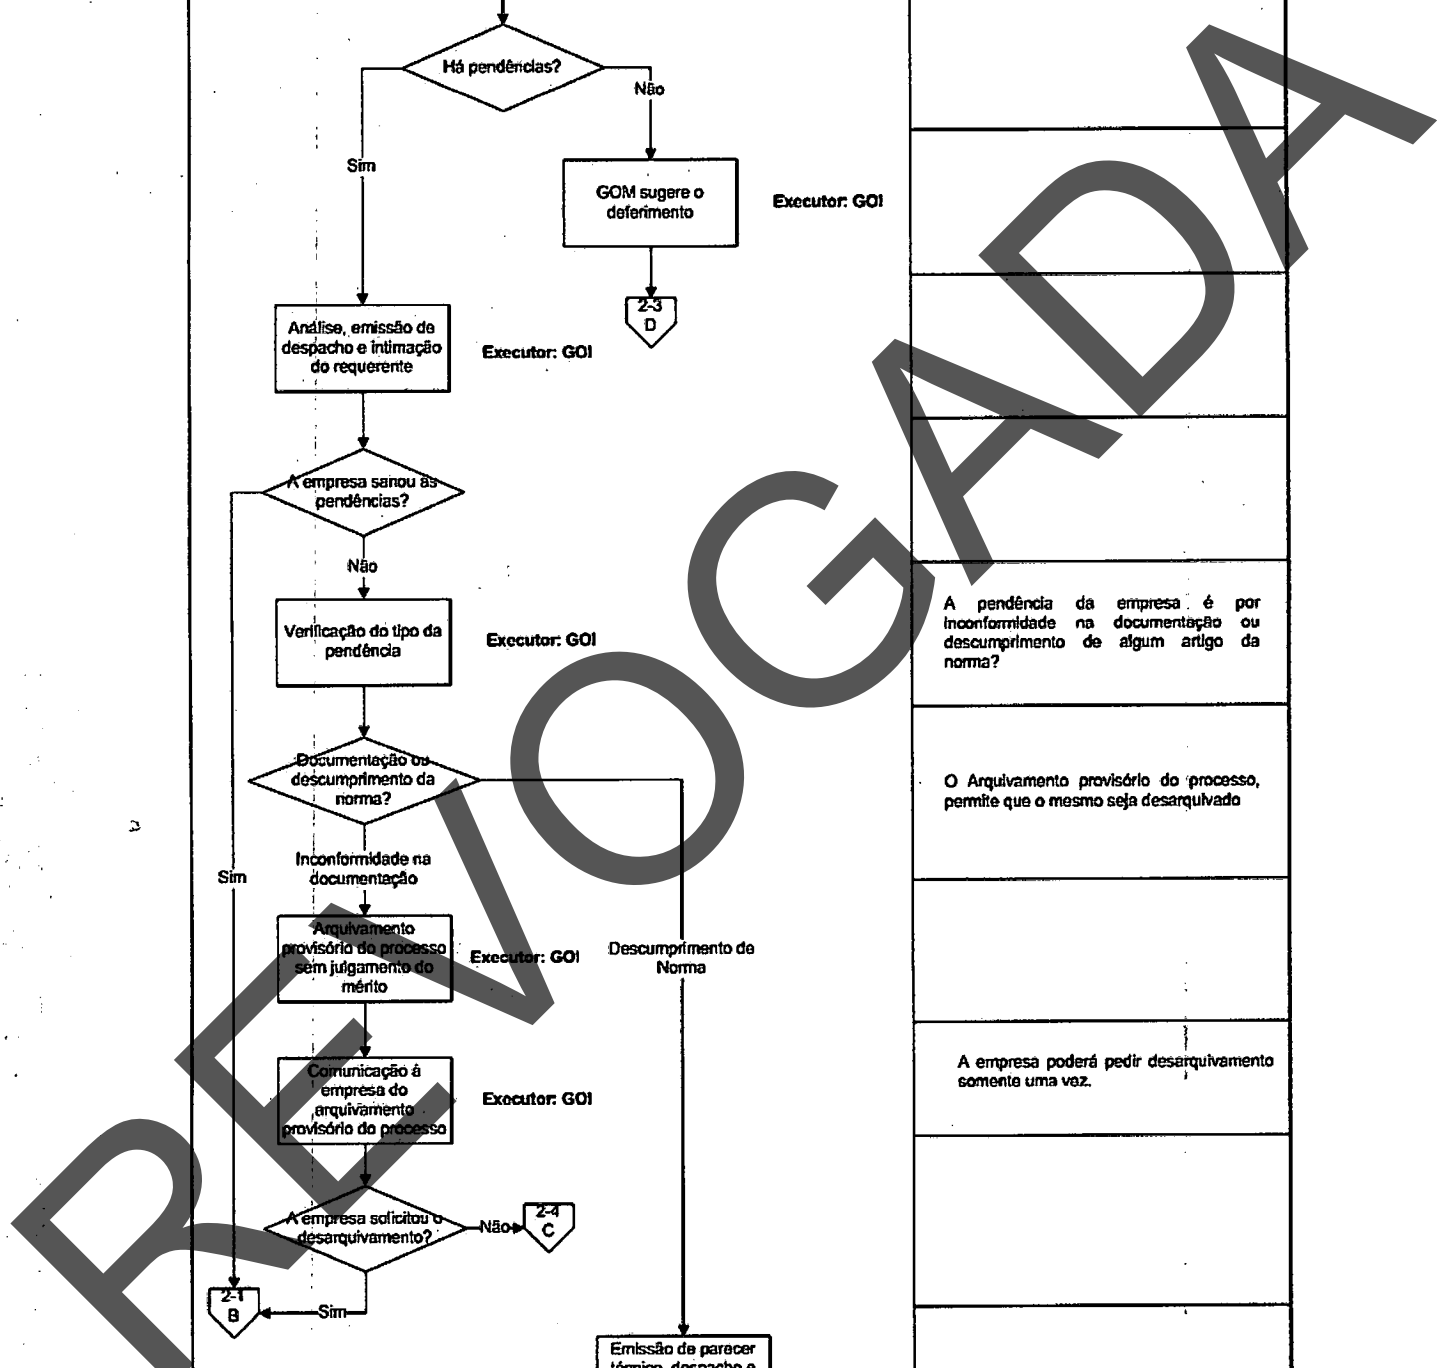 Há pendências?
Não
Sim
GOM sugere o
deferimento
Executor: GOI
2-3
D
Análise, emissão de
despacho e intimação
do requerente
Executor: GOI
A empresa sanou as
pendências?
Não
Verificação do tipo da
pendência
Executor: GOI
A pendência da empresa é por
inconformidade na documentação ou
descumprimento de algum artigo da
norma?
Documentação ou
descumprimento da
norma?
O Arquivamento provisório do processo,
permite que o mesmo seja desarquivado
Inconformidade na
documentação
Sim
Arquivamento
provisório do processo
sem julgamento do
mérito
Executor: GOI
Descumprimento de
Norma
Comunicação à
empresa do
arquivamento
provisório do processo
Executor: GOI
A empresa poderá pedir desarquivamento
somente uma vez.
A empresa solicitou o
desarquivamento?
Não
2-4
C
2-1
B
Sim
Emissão de parecer
técnico, despacho e
REVOGADA